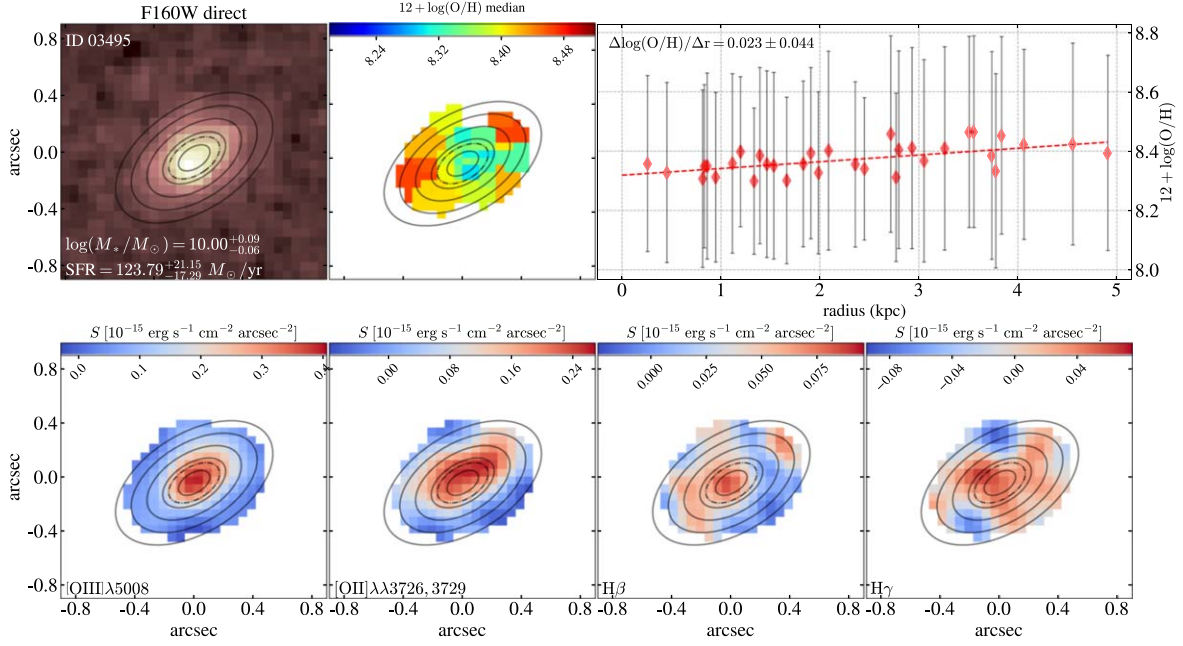 F160W direct
12 + log(O/H) median
8.24 8.32 8.40 8.48
ID 03495
log(M_*/M_⊙) = 10.00^{+0.09}_{-0.06}
SFR = 123.79^{+21.15}_{-17.29} M_⊙/yr
0.8
0.4
0.0
-0.4
-0.8
arcsec
Δlog(O/H)/Δr = 0.023 ± 0.044
8.8
8.6
8.4
8.2
8.0
12 + log(O/H)
0 1 2 3 4 5
radius (kpc)
S [10^{-15} erg s^{-1} cm^{-2} arcsec^{-2}]
0.0 0.1 0.2 0.3 0.4
[OIII]λ5008
S [10^{-15} erg s^{-1} cm^{-2} arcsec^{-2}]
0.00 0.08 0.16 0.24
[OII]λλ3726,3729
S [10^{-15} erg s^{-1} cm^{-2} arcsec^{-2}]
0.000 0.025 0.050 0.075
Hβ
S [10^{-15} erg s^{-1} cm^{-2} arcsec^{-2}]
−0.08 −0.04 0.00 0.04
Hγ
0.8
0.4
0.0
-0.4
-0.8
arcsec
-0.8 -0.4 0.0 0.4 0.8
arcsec
-0.8 -0.4 0.0 0.4 0.8
arcsec
-0.8 -0.4 0.0 0.4 0.8
arcsec
-0.8 -0.4 0.0 0.4 0.8
arcsec